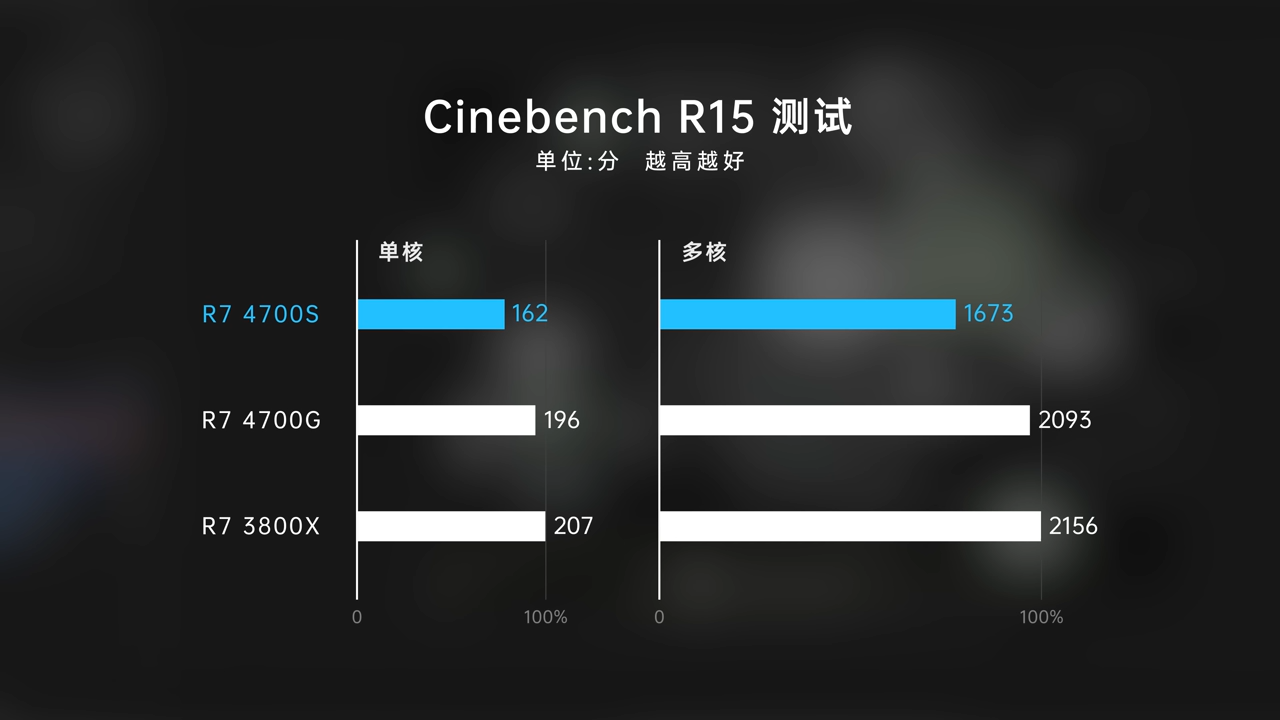 Cinebench R15 测试
单位:分 越高越好
单核 多核
R7 4700S 162 1673
R7 4700G 196 2093
R7 3800X 207 2156
0 100% 0 100%